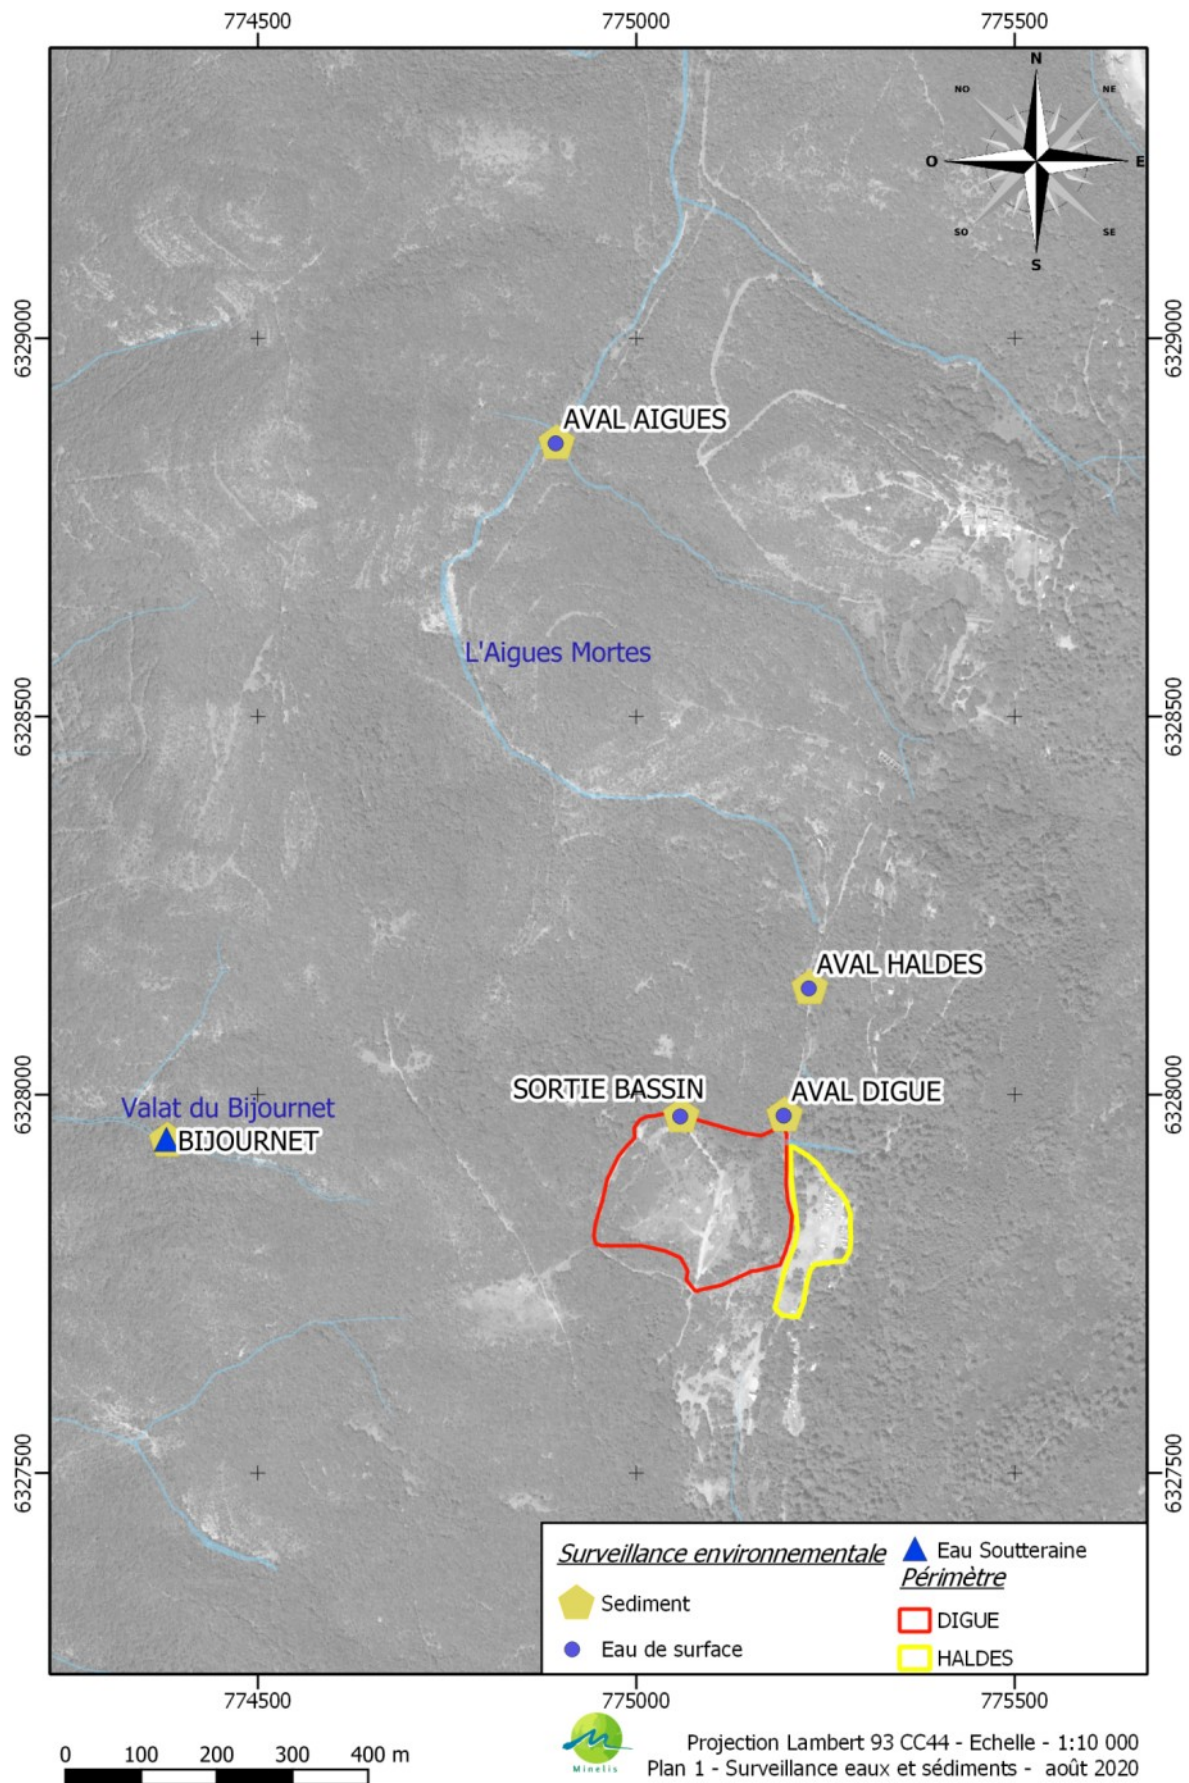 774500 775000 775500
N
NO NE
O E
SO SE
S
6329000 6329000
AVAL AIGUES
L'Aigues Mortes
6328500 6328500
AVAL HALDES
6328000 6328000
SORTIE BASSIN AVAL DIGUE
Valat du Bijournet
BIJOURNET
6327500 6327500
Surveillance environnementale
Sediment
Eau de surface
Eau Soutteraine
Périmètre
DIGUE
HALDES
774500 775000 775500
0 100 200 300 400 m
Minelis
Projection Lambert 93 CC44 - Echelle - 1:10 000
Plan 1 - Surveillance eaux et sédiments - août 2020